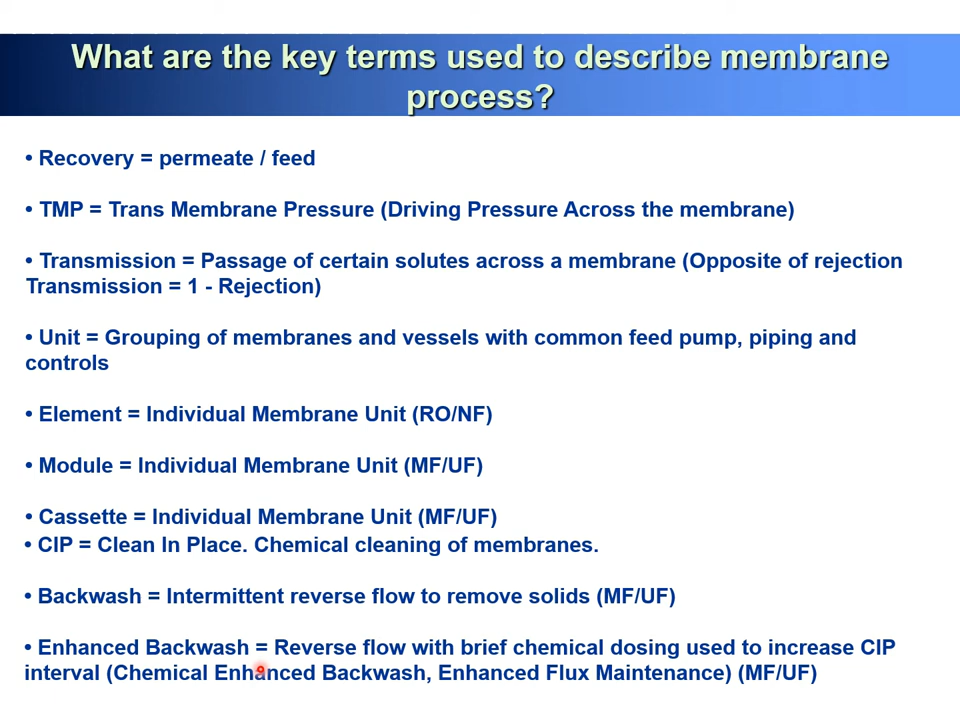 What are the key terms used to describe membrane
process?
• Recovery = permeate / feed
• TMP = Trans Membrane Pressure (Driving Pressure Across the membrane)
• Transmission = Passage of certain solutes across a membrane (Opposite of rejection
Transmission = 1 - Rejection)
• Unit = Grouping of membranes and vessels with common feed pump, piping and
controls
• Element = Individual Membrane Unit (RO/NF)
• Module = Individual Membrane Unit (MF/UF)
• Cassette = Individual Membrane Unit (MF/UF)
• CIP = Clean In Place. Chemical cleaning of membranes.
• Backwash = Intermittent reverse flow to remove solids (MF/UF)
• Enhanced Backwash = Reverse flow with brief chemical dosing used to increase CIP
interval (Chemical Enhanced Backwash, Enhanced Flux Maintenance) (MF/UF)